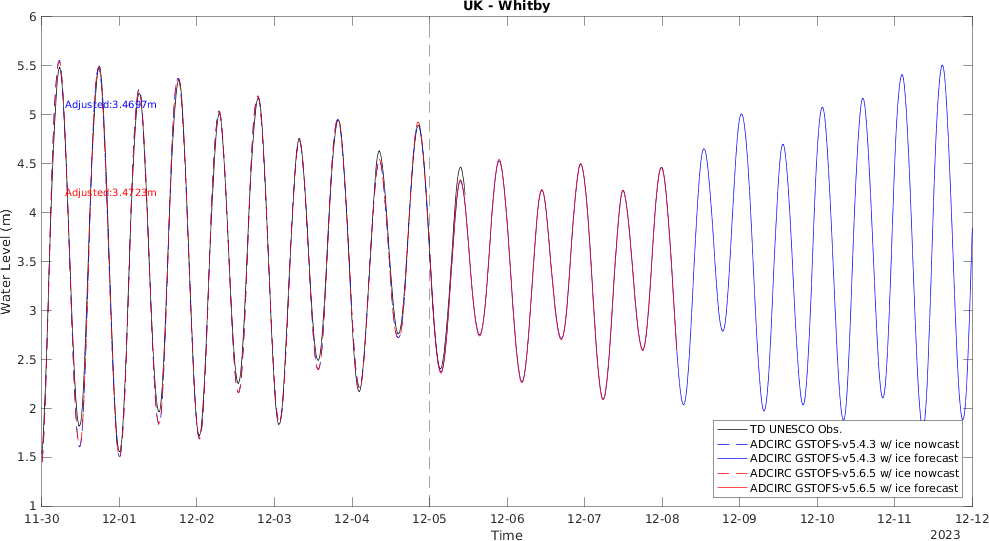 UK - Whitby
6
5.5
5
4.5
4
3.5
3
2.5
2
1.5
1
Water Level (m)
Adjusted:3.4697m
Adjusted:3.4723m
TD UNESCO Obs.
ADCIRC GSTOFS-v5.4.3 w/ ice nowcast
ADCIRC GSTOFS-v5.4.3 w/ ice forecast
ADCIRC GSTOFS-v5.6.5 w/ ice nowcast
ADCIRC GSTOFS-v5.6.5 w/ ice forecast
11-30 12-01 12-02 12-03 12-04 12-05 12-06 12-07 12-08 12-09 12-10 12-11 12-12
Time
2023